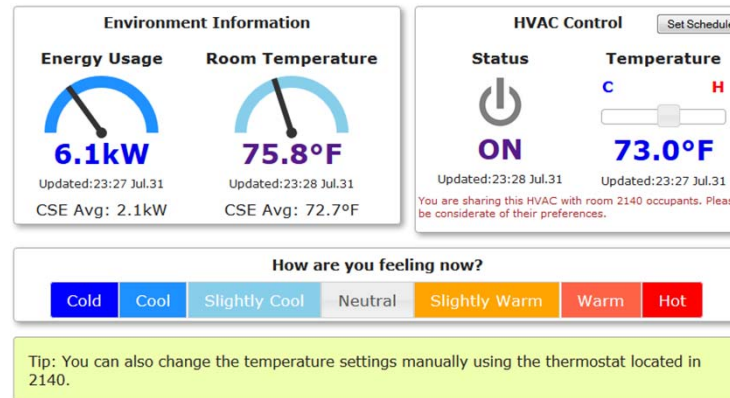 Environment Information
Energy Usage
Room Temperature
6.1kW
75.8°F
Updated:23:27 Jul.31
Updated:23:28 Jul.31
CSE Avg: 2.1kW
CSE Avg: 72.7ºF
HVAC Control
Set Schedule
Status
Temperature
C
H
ON
73.0°F
Updated:23:28 Jul.31
Updated:23:27 Jul.31
You are sharing this HVAC with room 2140 occupants.
be considerate of their preferences.
How are you feeling now?
Cold
Cool
Slightly Cool
Neutral
Slightly Warm
Warm
Hot
Tip: You can also change the temperature settings manually using the thermostat located in
2140.